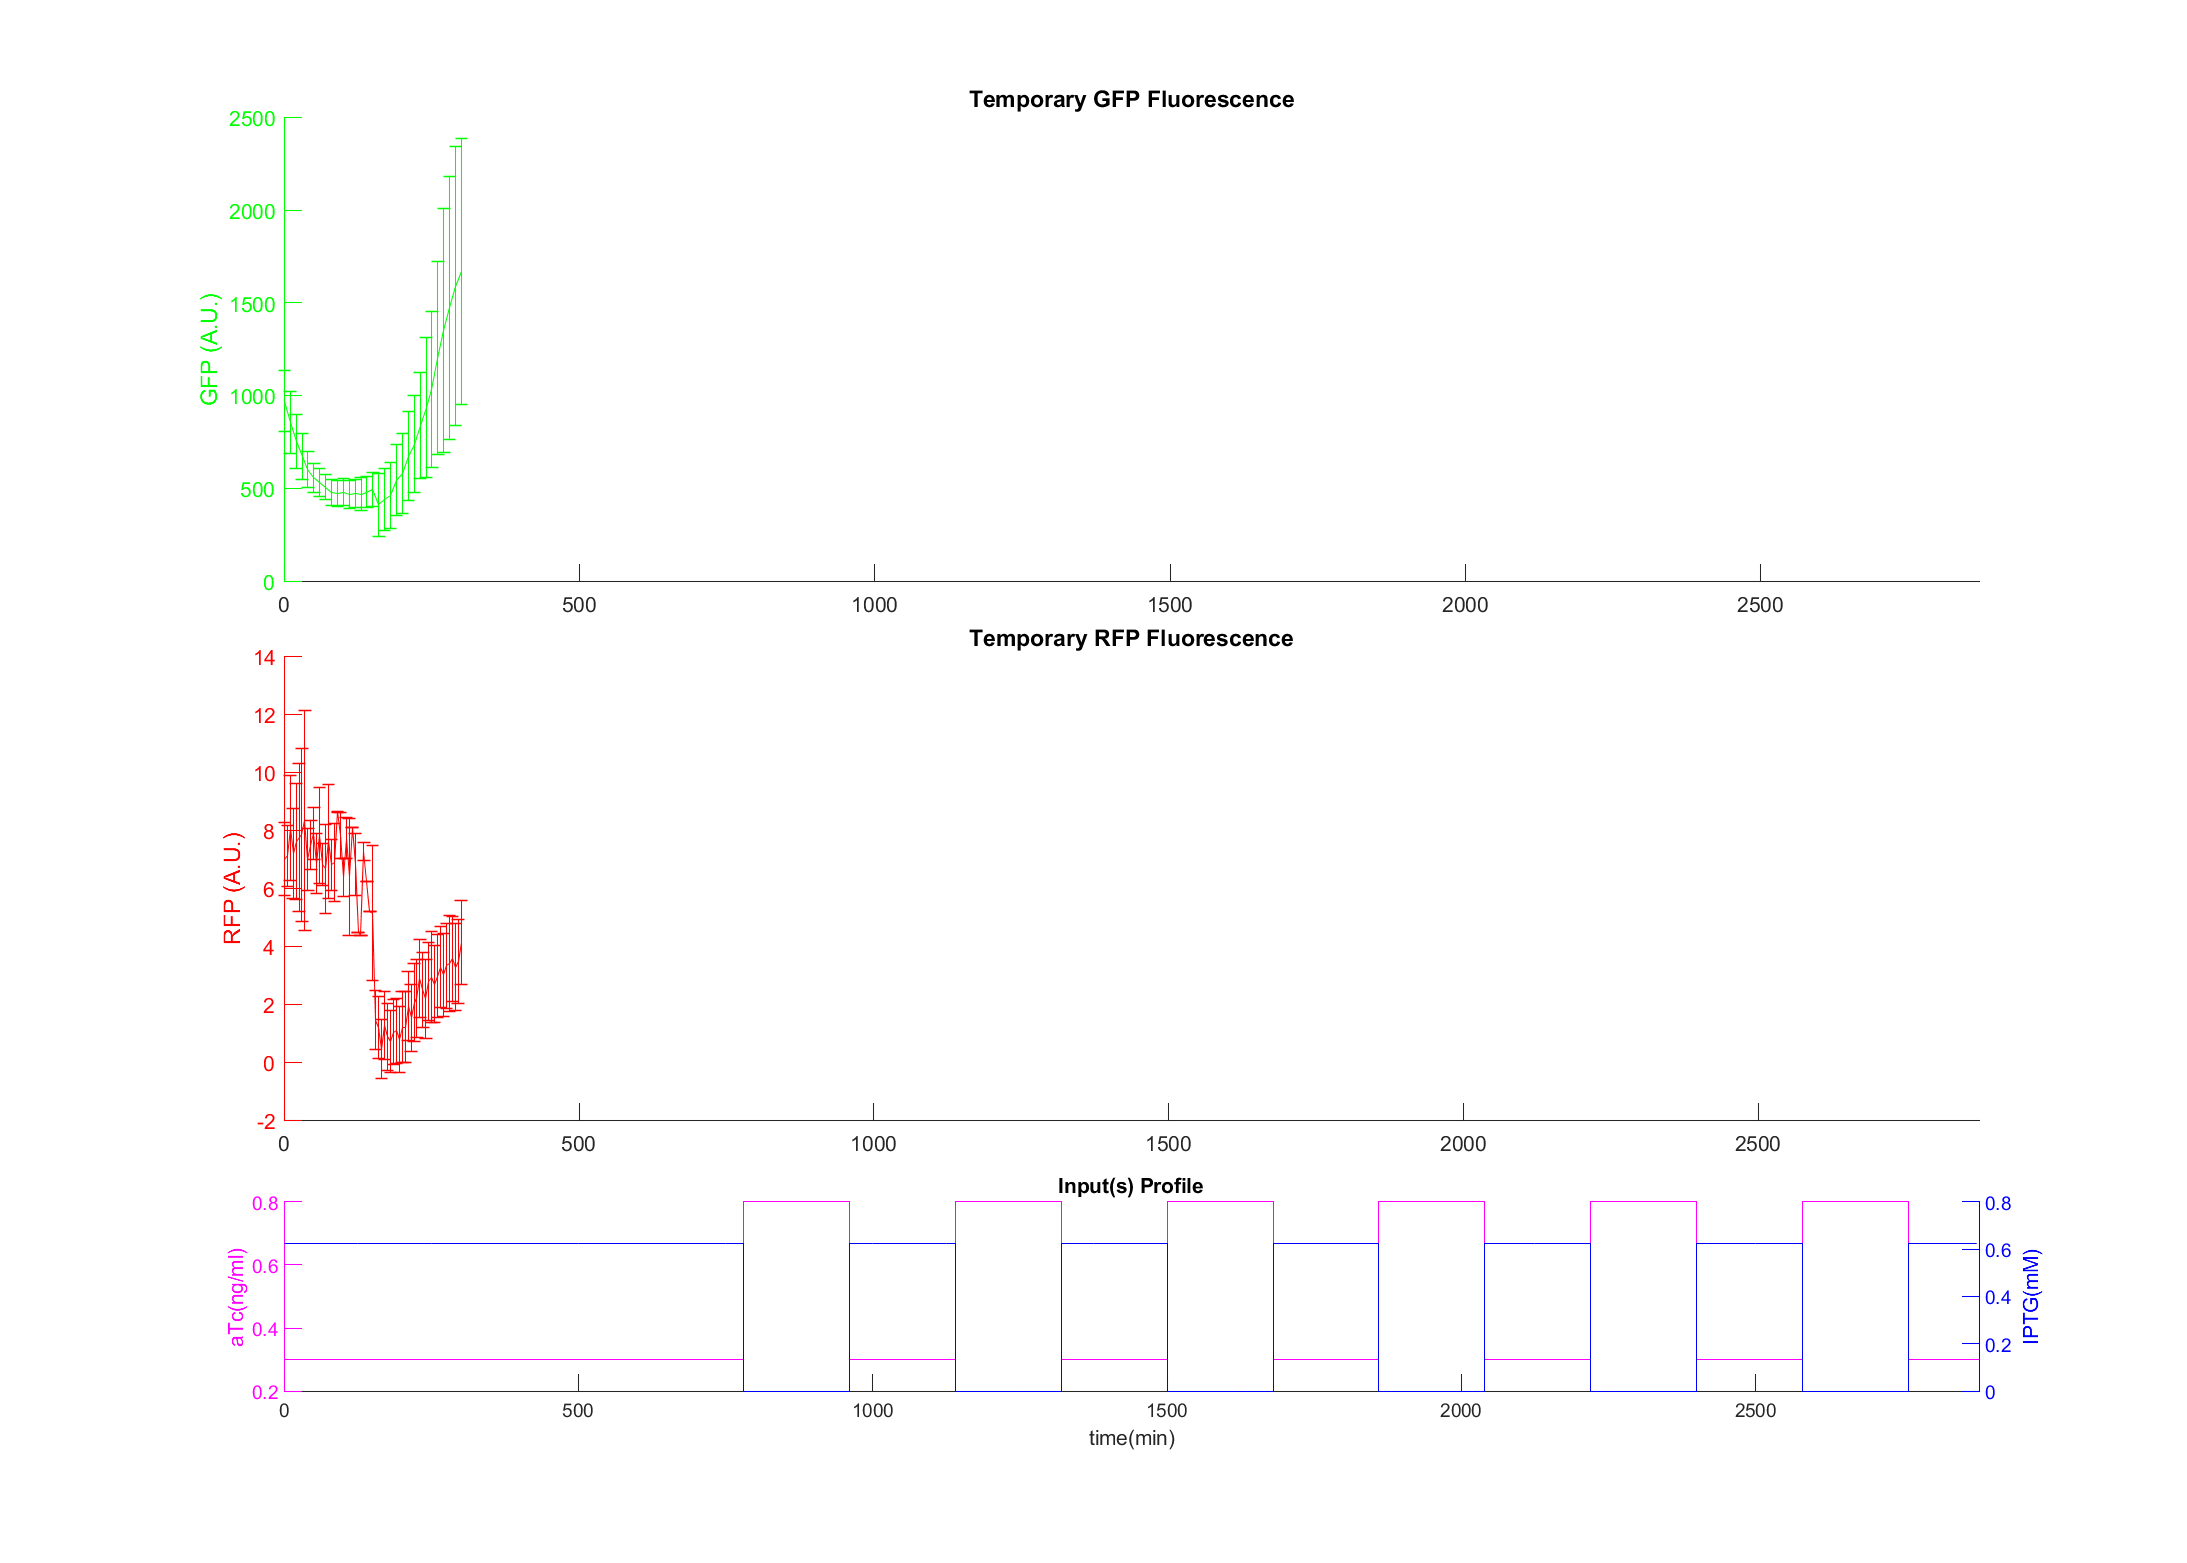 Temporary GFP Fluorescence
GFP (A.U.)
2500
2000
1500
1000
500
0
0 500 1000 1500 2000 2500
Temporary RFP Fluorescence
RFP (A.U.)
14
12
10
8
6
4
2
0
-2
0 500 1000 1500 2000 2500
Input(s) Profile
aTc(ng/ml)
0.8
0.6
0.4
0.2
IPTG(mM)
0.8
0.6
0.4
0.2
0
0 500 1000 1500 2000 2500
time(min)